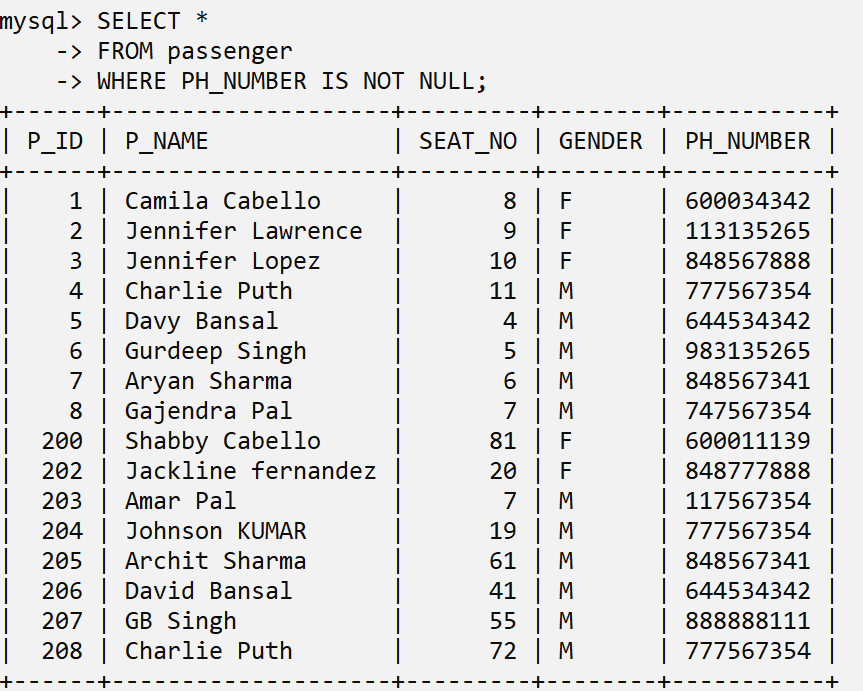 mysql> SELECT *
    -> FROM passenger
    -> WHERE PH_NUMBER IS NOT NULL;
+------+--------------------+---------+--------+-----------+
| P_ID | P_NAME             | SEAT_NO | GENDER | PH_NUMBER |
+------+--------------------+---------+--------+-----------+
|    1 | Camila Cabello     |       8 | F      | 600034342 |
|    2 | Jennifer Lawrence  |       9 | F      | 113135265 |
|    3 | Jennifer Lopez     |      10 | F      | 848567888 |
|    4 | Charlie Puth       |      11 | M      | 777567354 |
|    5 | Davy Bansal        |       4 | M      | 644534342 |
|    6 | Gurdeep Singh      |       5 | M      | 983135265 |
|    7 | Aryan Sharma       |       6 | M      | 848567341 |
|    8 | Gajendra Pal       |       7 | M      | 747567354 |
|  200 | Shabby Cabello     |      81 | F      | 600011139 |
|  202 | Jackline fernandez |      20 | F      | 848777888 |
|  203 | Amar Pal           |       7 | M      | 117567354 |
|  204 | Johnson KUMAR      |      19 | M      | 777567354 |
|  205 | Archit Sharma      |      61 | M      | 848567341 |
|  206 | David Bansal       |      41 | M      | 644534342 |
|  207 | GB Singh           |      55 | M      | 888888111 |
|  208 | Charlie Puth       |      72 | M      | 777567354 |
+------+--------------------+---------+--------+-----------+